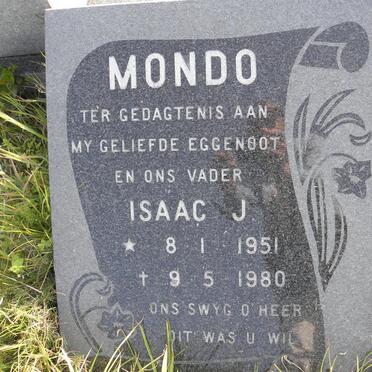 MONDO
TER GEDAGTENIS AAN
MY GELIEFDE EGGENOOT
EN ONS VADER
ISAAC J.
* 8·1·1951
† 9·5·1980
ONS SWYG O HEER
DIT WAS U WIL